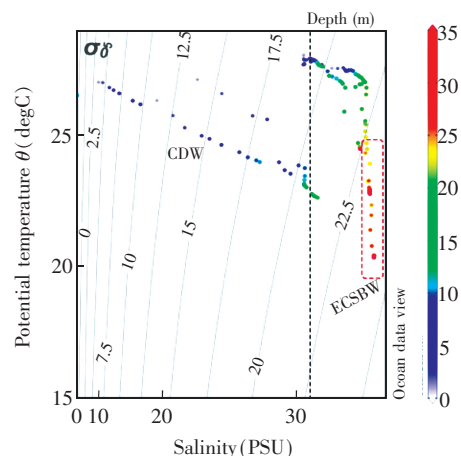 Depth (m)
σδ
12.5
17.5
2.5
CDW
22.5
0
10
15
7.5
20
ECSBW
25
20
15
Potential temperature θ(degC)
0 10 20 30
Salinity(PSU)
Ocoan data view
35
30
25
20
15
10
5
0